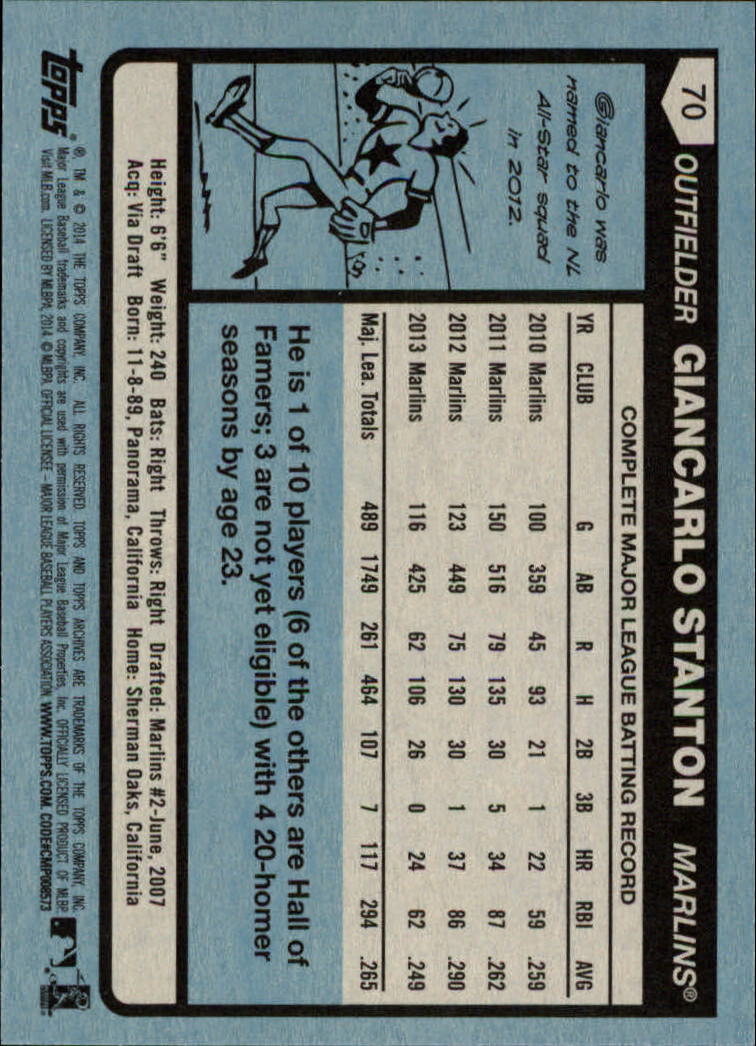 70 OUTFIELDER GIANCARLO STANTON MARLINS®
Giancarlo was
named to the NL
All-Star squad
in 2012.
COMPLETE MAJOR LEAGUE BATTING RECORD
YR CLUB G AB R H 2B 3B HR RBI AVG
2010 Marlins 100 359 45 93 21 1 22 59 .259
2011 Marlins 150 516 79 135 30 5 34 87 .262
2012 Marlins 123 449 75 130 30 1 37 86 .290
2013 Marlins 116 425 62 106 26 0 24 62 .249
Maj. Lea. Totals 489 1749 261 464 107 7 117 294 .265
He is 1 of 10 players (6 of the others are Hall of
Famers; 3 are not yet eligible) with 4 20-homer
seasons by age 23.
Height: 6'6" Weight: 240 Bats: Right Throws: Right Drafted: Marlins #2-June, 2007
Acq: Via Draft Born: 11-8-89, Panorama, California Home: Sherman Oaks, California
topps®
®, TM & © 2014 THE TOPPS COMPANY, INC. ALL RIGHTS RESERVED. TOPPS AND TOPPS ARCHIVES ARE TRADEMARKS OF THE TOPPS COMPANY, INC.
Major League Baseball trademarks and copyrights are used with permission of Major League Baseball Properties, Inc. OFFICIALLY LICENSED PRODUCT OF MLBP.
Visit MLB.com. LICENSED BY MLBPA, 2014. © MLBPA. OFFICIAL LICENSEE – MAJOR LEAGUE BASEBALL PLAYERS ASSOCIATION. WWW.TOPPS.COM. CODE#CMP008573